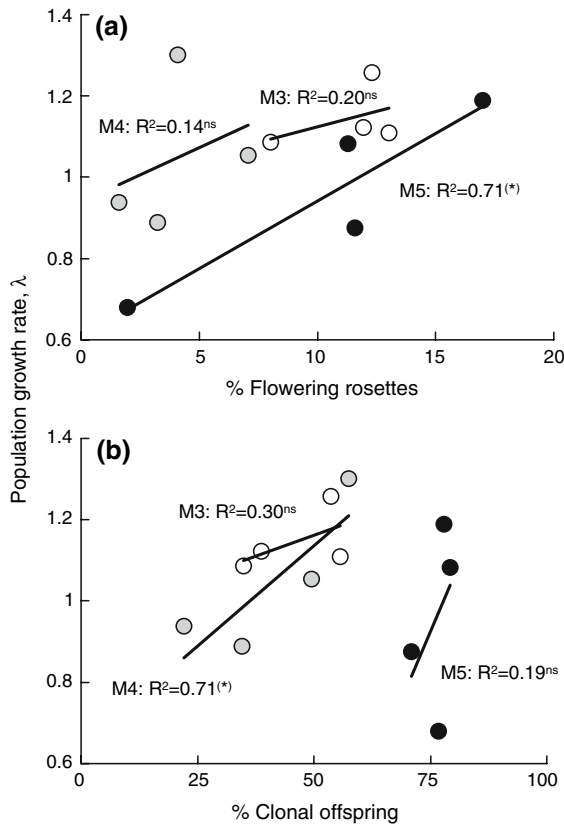 (a)
1.4
1.2
1
0.8
0.6
M3: R²=0.20ⁿˢ
M4: R²=0.14ⁿˢ
M5: R²=0.71⁽*⁾
0
5
10
15
20
% Flowering rosettes
Population growth rate, λ
(b)
1.4
1.2
1
0.8
0.6
M3: R²=0.30ⁿˢ
M4: R²=0.71⁽*⁾
M5: R²=0.19ⁿˢ
0
25
50
75
100
% Clonal offspring